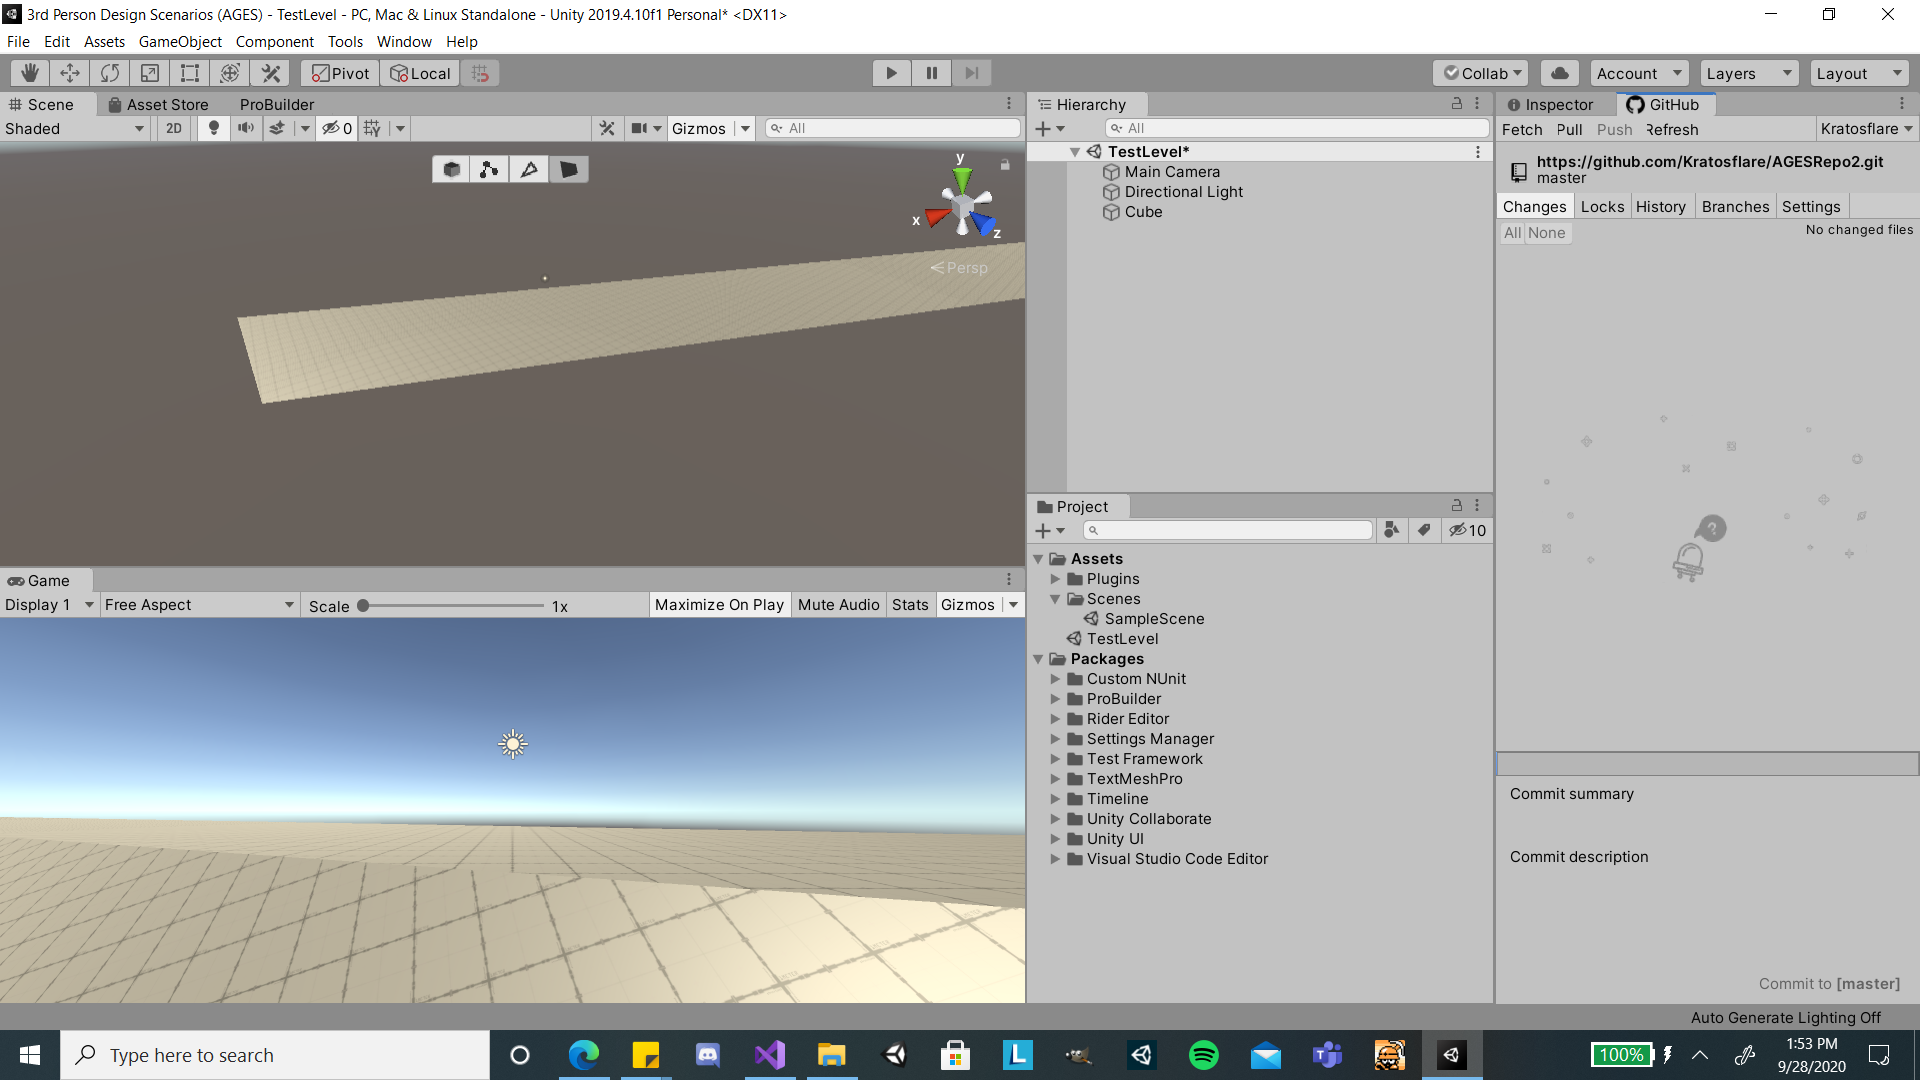 3rd Person Design Scenarios (AGES) - TestLevel - PC, Mac & Linux Standalone - Unity 2019.4.10f1 Personal* <DX11>
File Edit Assets GameObject Component Tools Window Help
Pivot Local Collab Account Layers Layout
Scene Asset Store ProBuilder
Shaded 2D 0 Gizmos All
y
x
z
Persp
Game
Display 1 Free Aspect Scale 1x Maximize On Play Mute Audio Stats Gizmos
Hierarchy
All
TestLevel*
Main Camera
Directional Light
Cube
Project
10
Assets
Plugins
Scenes
SampleScene
TestLevel
Packages
Custom NUnit
ProBuilder
Rider Editor
Settings Manager
Test Framework
TextMeshPro
Timeline
Unity Collaborate
Unity UI
Visual Studio Code Editor
Inspector GitHub
Fetch Pull Push Refresh Kratosflare
https://github.com/Kratosflare/AGESRepo2.git
master
Changes Locks History Branches Settings
All None No changed files
?
Commit summary
Commit description
Commit to [master]
Auto Generate Lighting Off
Type here to search
L
100%
1:53 PM
9/28/2020